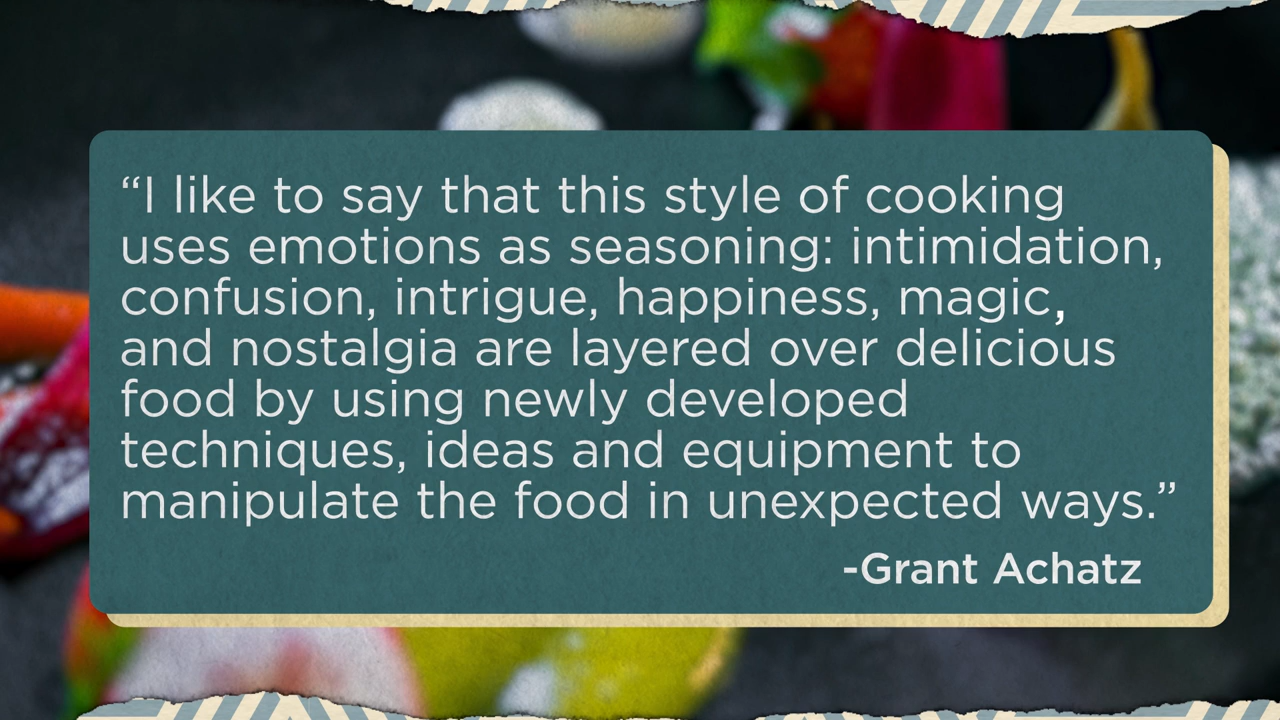 “I like to say that this style of cooking
uses emotions as seasoning: intimidation,
confusion, intrigue, happiness, magic,
and nostalgia are layered over delicious
food by using newly developed
techniques, ideas and equipment to
manipulate the food in unexpected ways.”
-Grant Achatz